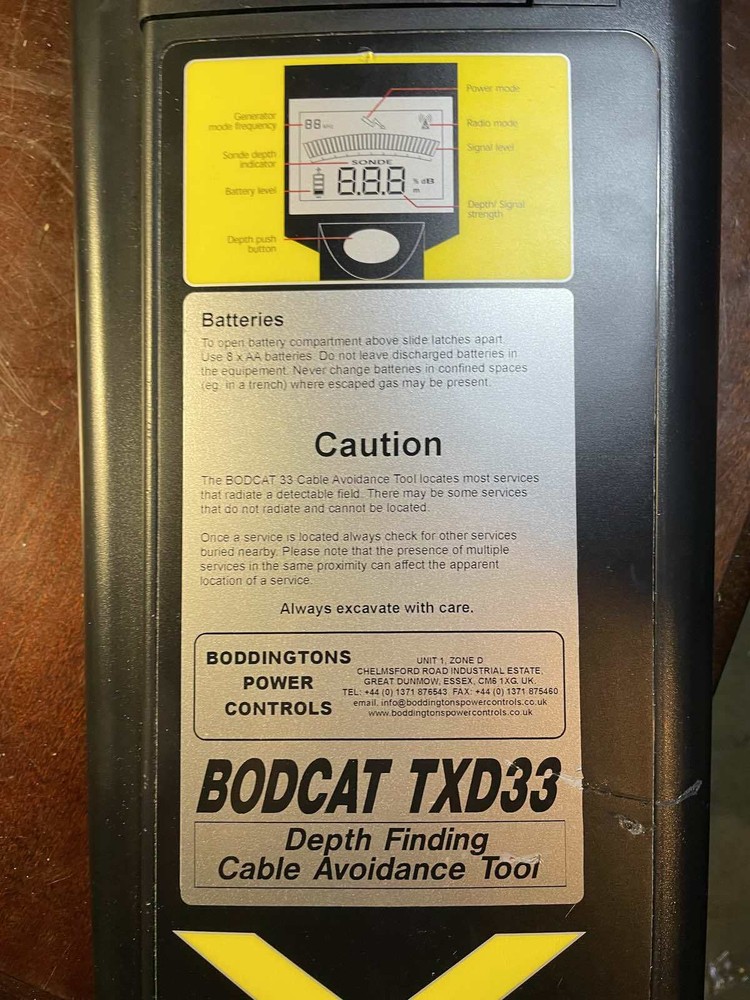 Power mode
Generator
mode frequency
88 kHz
Radio mode
Signal level
Sonde depth
indicator
SONDE
Battery level
8.8.8
% dB
m
Depth/ Signal
strength
Depth push
button
Batteries
To open battery compartment above slide latches apart.
Use 8 x AA batteries. Do not leave discharged batteries in
the equipement. Never change batteries in confined spaces
(eg. in a trench) where escaped gas may be present.
Caution
The BODCAT 33 Cable Avoidance Tool locates most services
that radiate a detectable field. There may be some services
that do not radiate and cannot be located.
Once a service is located always check for other services
buried nearby. Please note that the presence of multiple
services in the same proximity can affect the apparent
location of a service.
Always excavate with care.
BODDINGTONS
POWER
CONTROLS
UNIT 1, ZONE D
CHELMSFORD ROAD INDUSTRIAL ESTATE,
GREAT DUNMOW, ESSEX, CM6 1XG. UK.
TEL: +44 (0) 1371 876543 FAX: +44 (0) 1371 875460
email. info@boddingtonspowercontrols.co.uk
www.boddingtonspowercontrols.co.uk
BODCAT TXD33
Depth Finding
Cable Avoidance Tool